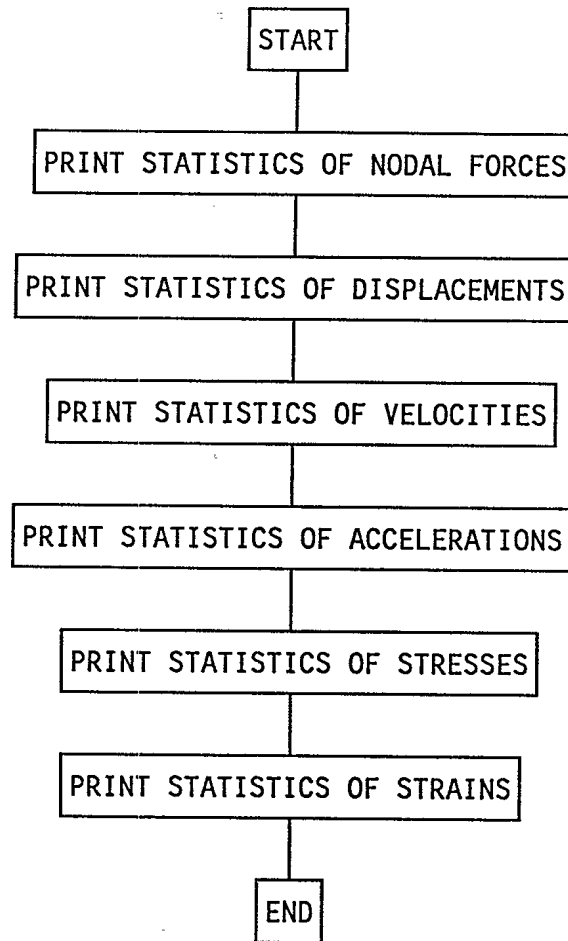 START
PRINT STATISTICS OF NODAL FORCES
PRINT STATISTICS OF DISPLACEMENTS
PRINT STATISTICS OF VELOCITIES
PRINT STATISTICS OF ACCELERATIONS
PRINT STATISTICS OF STRESSES
PRINT STATISTICS OF STRAINS
END